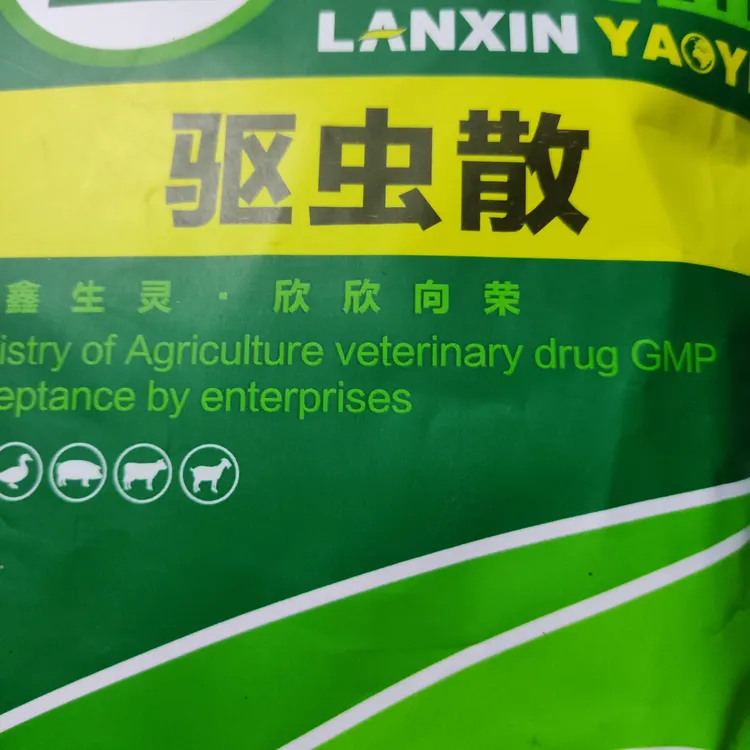 LANXIN YAOY
驱虫散
鑫生灵·欣欣向荣
istry of Agriculture veterinary drug GMP
eptance by enterprises